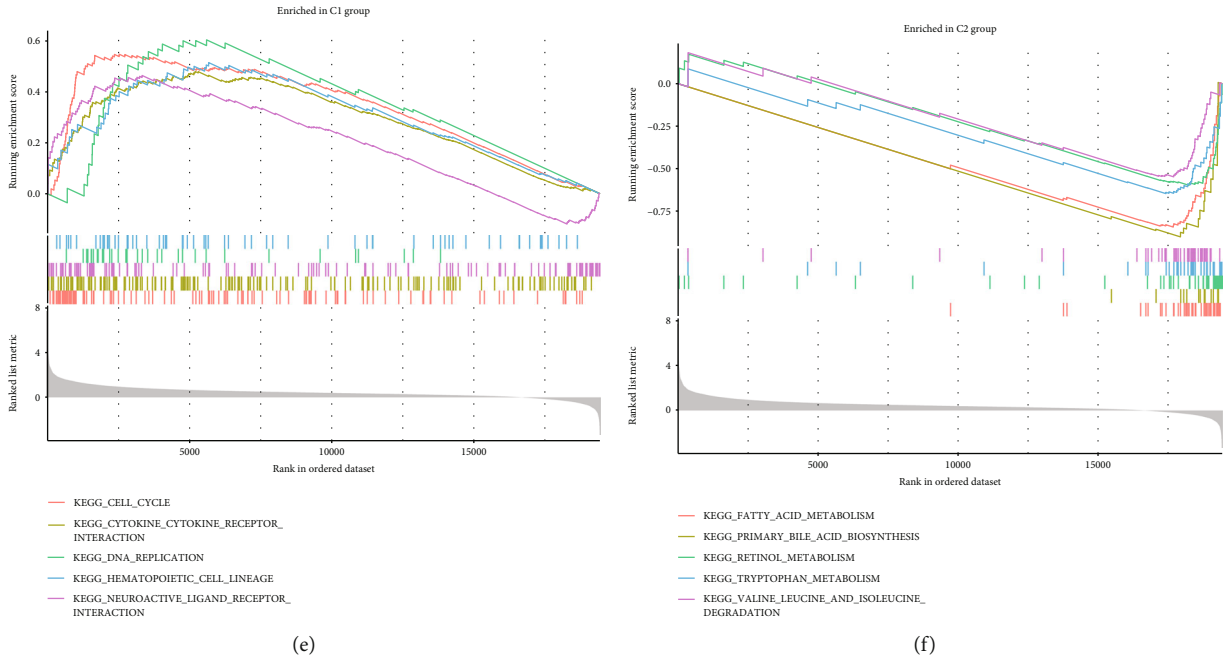 Enriched in C1 group
Running enrichment score
0.6
0.4
0.2
0.0
Ranked list metric
8
4
0
5000
10000
15000
Rank in ordered dataset
KEGG_CELL_CYCLE
KEGG_CYTOKINE_CYTOKINE_RECEPTOR_
INTERACTION
KEGG_DNA_REPLICATION
KEGG_HEMATOPOIETIC_CELL_LINEAGE
KEGG_NEUROACTIVE_LIGAND_RECEPTOR_
INTERACTION
(e)
Enriched in C2 group
Running enrichment score
0.0
-0.25
-0.50
-0.75
Ranked list metric
8
4
0
5000
10000
15000
Rank in ordered dataset
KEGG_FATTY_ACID_METABOLISM
KEGG_PRIMARY_BILE_ACID_BIOSYNTHESIS
KEGG_RETINOL_METABOLISM
KEGG_TRYPTOPHAN_METABOLISM
KEGG_VALINE_LEUCINE_AND_ISOLEUCINE_
DEGRADATION
(f)